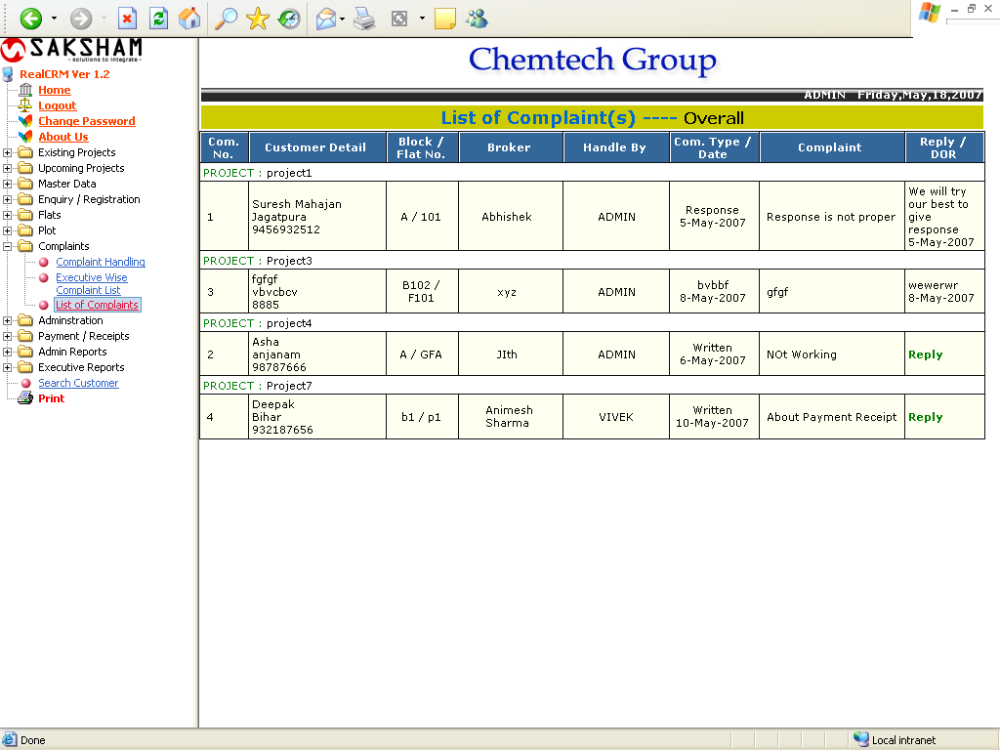 SAKSHAM
- solutions to integrate-
RealCRM Ver 1.2
Home
Logout
Change Password
About Us
Existing Projects
Upcoming Projects
Master Data
Enquiry / Registration
Flats
Plot
Complaints
Complaint Handling
Executive Wise
Complaint List
List of Complaints
Adminstration
Payment / Receipts
Admin Reports
Executive Reports
Search Customer
Print
Chemtech Group
ADMIN Friday,May,18,2007
List of Complaint(s) ---- Overall
Com. No. Customer Detail Block / Flat No. Broker Handle By Com. Type / Date Complaint Reply / DOR
PROJECT : project1
1 Suresh Mahajan Jagatpura 9456932512 A / 101 Abhishek ADMIN Response 5-May-2007 Response is not proper We will try our best to give response 5-May-2007
PROJECT : Project3
3 fgfgf vbvcbcv 8885 B102 / F101 xyz ADMIN bvbbf 8-May-2007 gfgf wewerwr 8-May-2007
PROJECT : project4
2 Asha anjanam 98787666 A / GFA JIth ADMIN Written 6-May-2007 NOt Working Reply
PROJECT : Project7
4 Deepak Bihar 932187656 b1 / p1 Animesh Sharma VIVEK Written 10-May-2007 About Payment Receipt Reply
Done
Local intranet